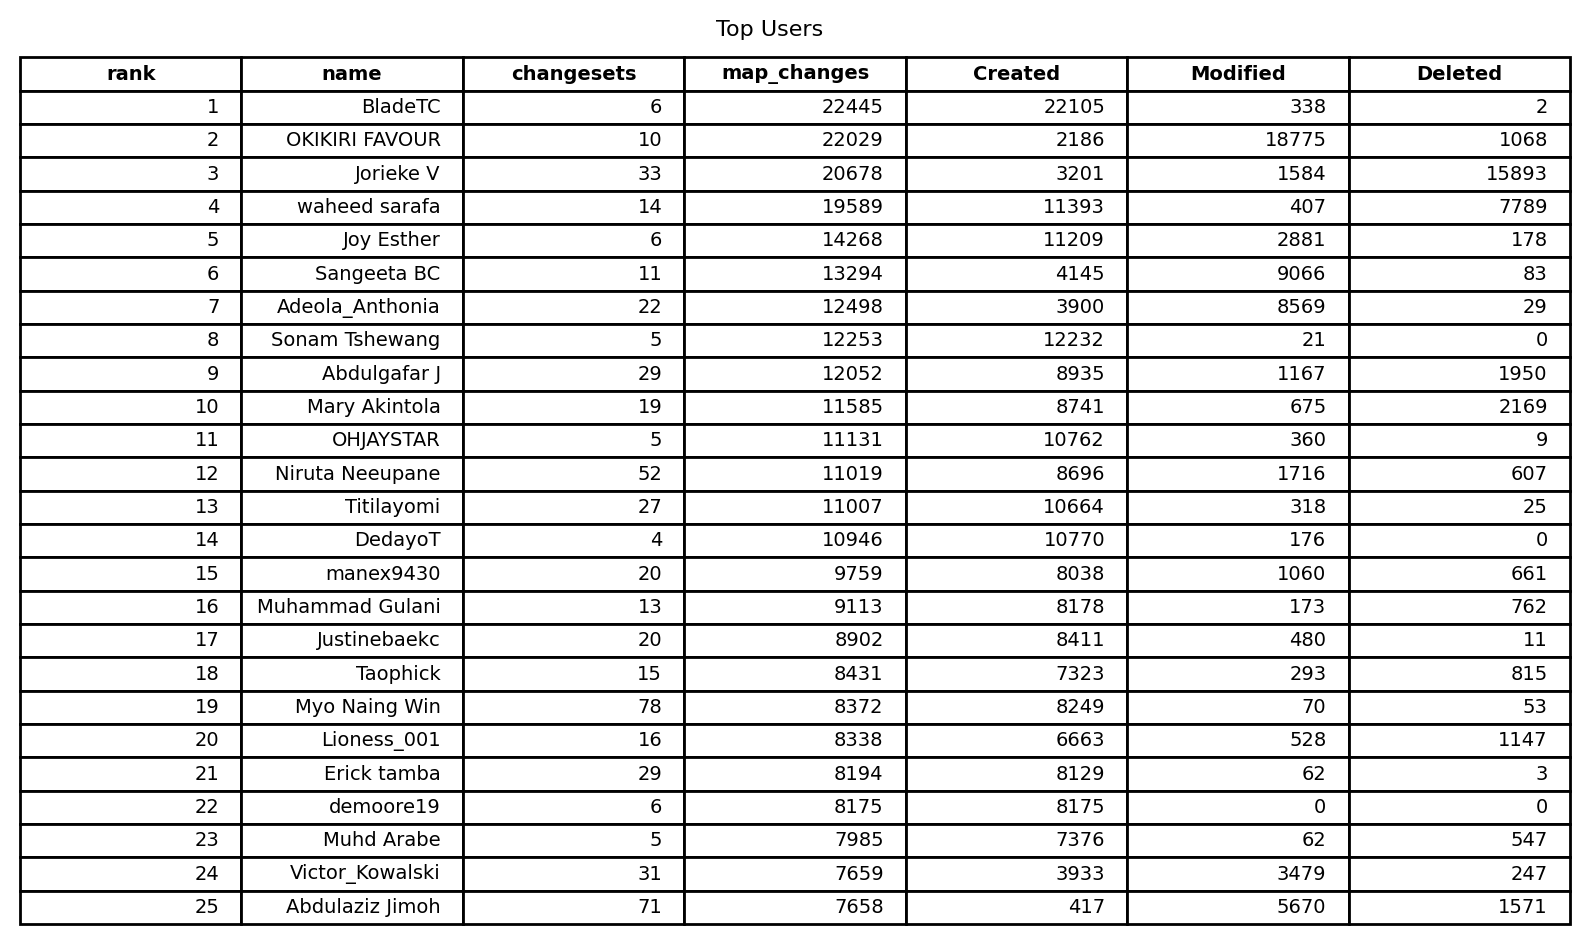 Top Users
rank name changesets map_changes Created Modified Deleted
1 BladeTC 6 22445 22105 338 2
2 OKIKIRI FAVOUR 10 22029 2186 18775 1068
3 Jorieke V 33 20678 3201 1584 15893
4 waheed sarafa 14 19589 11393 407 7789
5 Joy Esther 6 14268 11209 2881 178
6 Sangeeta BC 11 13294 4145 9066 83
7 Adeola_Anthonia 22 12498 3900 8569 29
8 Sonam Tshewang 5 12253 12232 21 0
9 Abdulgafar J 29 12052 8935 1167 1950
10 Mary Akintola 19 11585 8741 675 2169
11 OHJAYSTAR 5 11131 10762 360 9
12 Niruta Neeupane 52 11019 8696 1716 607
13 Titilayomi 27 11007 10664 318 25
14 DedayoT 4 10946 10770 176 0
15 manex9430 20 9759 8038 1060 661
16 Muhammad Gulani 13 9113 8178 173 762
17 Justinebaekc 20 8902 8411 480 11
18 Taophick 15 8431 7323 293 815
19 Myo Naing Win 78 8372 8249 70 53
20 Lioness_001 16 8338 6663 528 1147
21 Erick tamba 29 8194 8129 62 3
22 demoore19 6 8175 8175 0 0
23 Muhd Arabe 5 7985 7376 62 547
24 Victor_Kowalski 31 7659 3933 3479 247
25 Abdulaziz Jimoh 71 7658 417 5670 1571